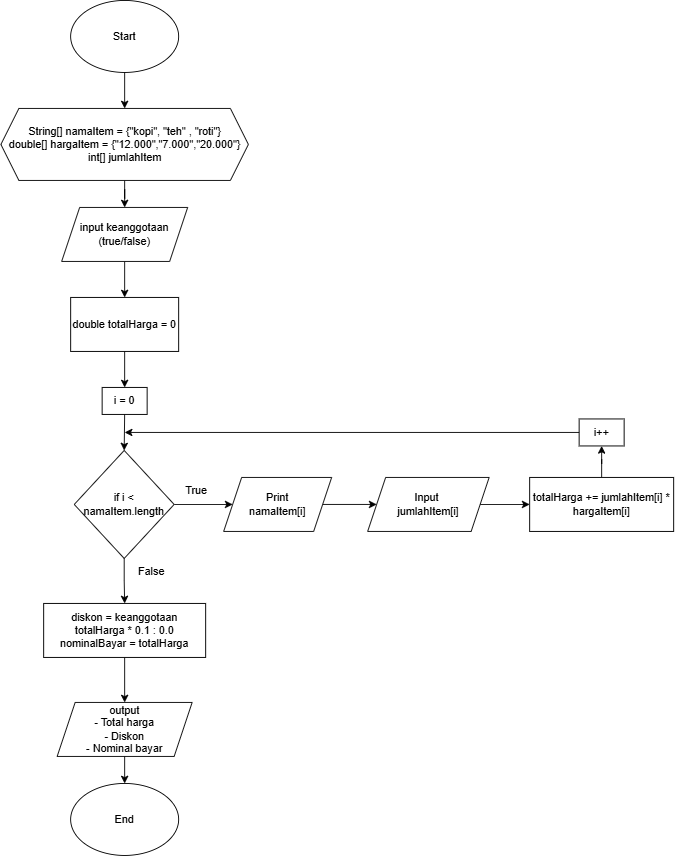 Start
String[] namaItem = {"kopi", "teh" , "roti"}
double[] hargaItem = {"12.000","7.000","20.000"}
int[] jumlahItem
input keanggotaan
(true/false)
double totalHarga = 0
i = 0
i++
if i <
namaItem.length
True
Print
namaItem[i]
Input
jumlahItem[i]
totalHarga += jumlahItem[i] *
hargaItem[i]
False
diskon = keanggotaan
totalHarga * 0.1 : 0.0
nominalBayar = totalHarga
output
- Total harga
- Diskon
- Nominal bayar
End